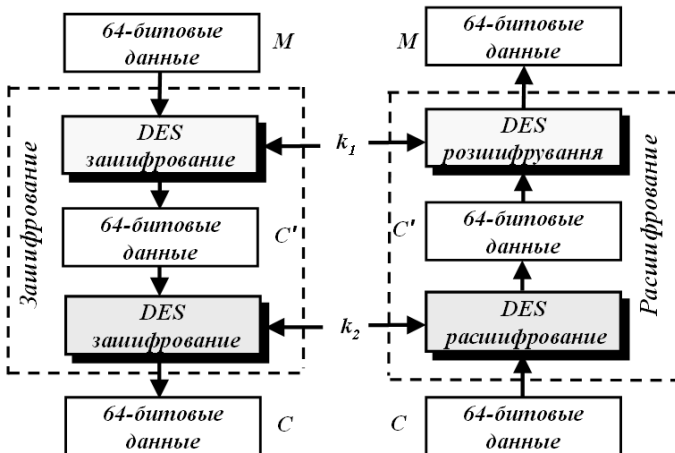 64-битовые
данные
M
Зашифрование
DES
зашифрование
k1
64-битовые
данные
C'
DES
зашифрование
k2
64-битовые
данные
C
M
64-битовые
данные
DES
розшифрування
Расшифрование
C'
64-битовые
данные
DES
расшифрование
C
64-битовые
данные